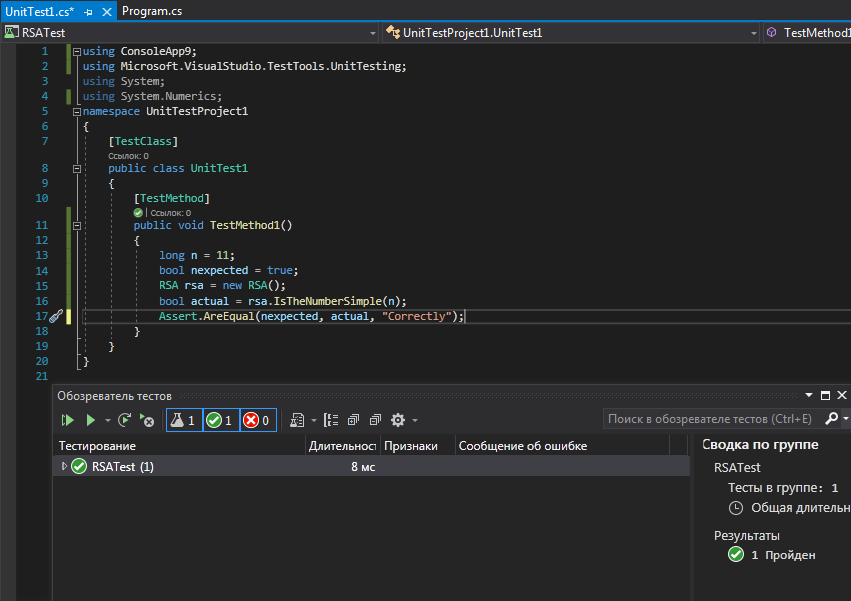 UnitTest1.cs* Program.cs
RSATest UnitTestProject1.UnitTest1 TestMethod1
1 using ConsoleApp9;
2 using Microsoft.VisualStudio.TestTools.UnitTesting;
3 using System;
4 using System.Numerics;
5 namespace UnitTestProject1
6 {
7 [TestClass]
Ссылок: 0
8 public class UnitTest1
9 {
10 [TestMethod]
| Ссылок: 0
11 public void TestMethod1()
12 {
13 long n = 11;
14 bool nexpected = true;
15 RSA rsa = new RSA();
16 bool actual = rsa.IsTheNumberSimple(n);
17 Assert.AreEqual(nexpected, actual, "Correctly");
18 }
19 }
20 }
21
Обозреватель тестов
1 1 0 Поиск в обозревателе тестов (Ctrl+E)
Тестирование Длительност Признаки Сообщение об ошибке
RSATest (1) 8 мс
Сводка по группе
RSATest
Тесты в группе: 1
Общая длительн
Результаты
1 Пройден